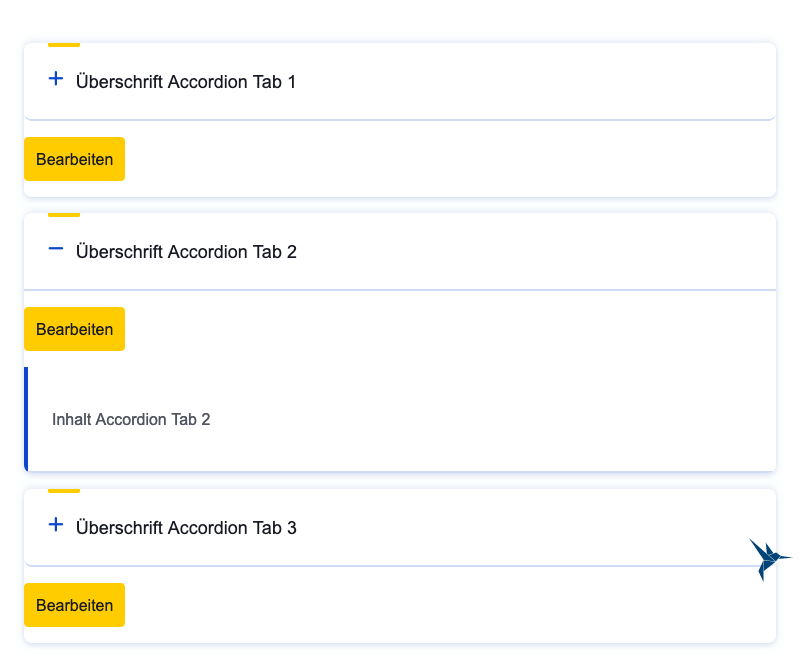 Überschrift Accordion Tab 1
Bearbeiten
Überschrift Accordion Tab 2
Bearbeiten
Inhalt Accordion Tab 2
Überschrift Accordion Tab 3
Bearbeiten